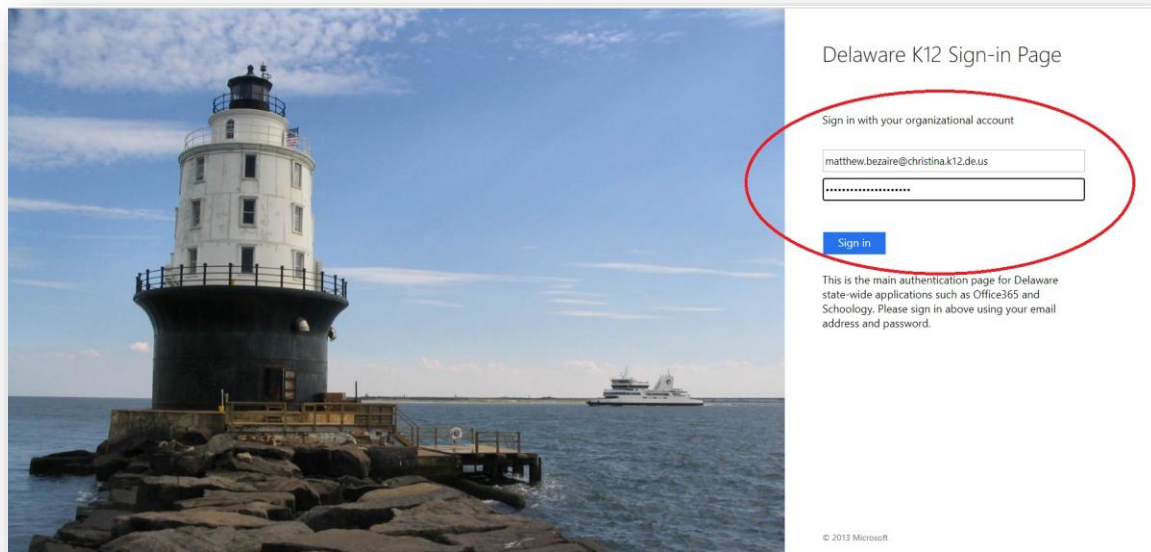 Delaware K12 Sign-in Page
Sign in with your organizational account
matthew.bezaire@christina.k12.de.us
•••••••••••••••••••••
Sign in
This is the main authentication page for Delaware
state-wide applications such as Office365 and
Schoology. Please sign in above using your email
address and password.
© 2013 Microsoft